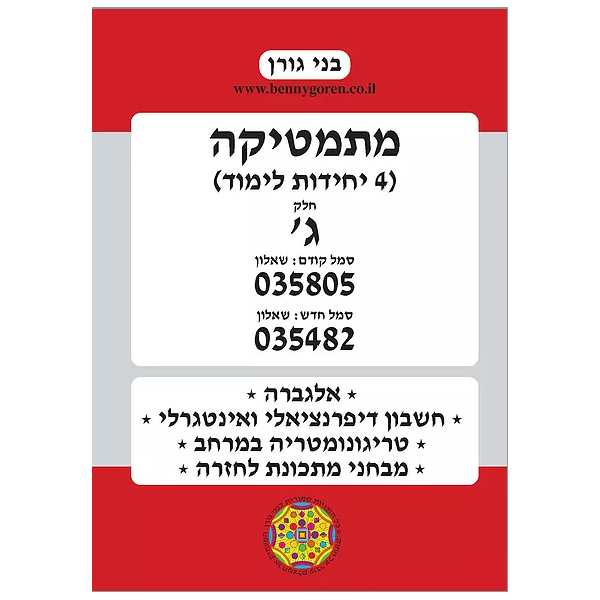 בני גורן
www.bennygoren.co.il
מתמטיקה
(4 יחידות לימוד)
חלק
ג'
סמל קודם: שאלון
035805
סמל חדש: שאלון
035482
* אלגברה *
* חשבון דיפרנציאלי ואינטגרלי *
* טריגונומטריה במרחב *
* מבחני מתכונת לחזרה *